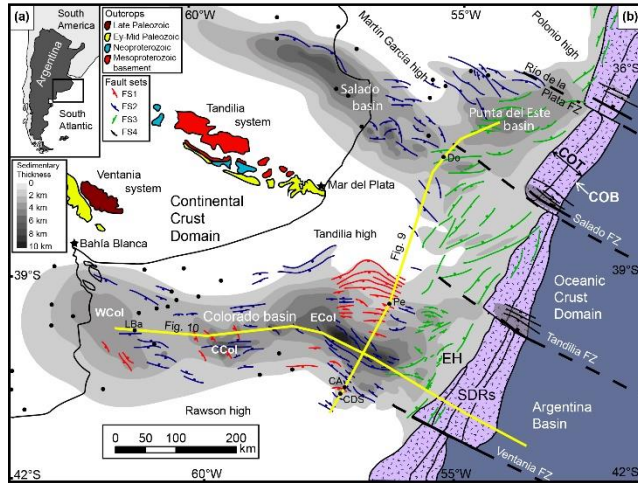 (a)
South
America
Argentina
South
Atlantic
Outcrops
Late Paleozoic
Ey-Mid Paleozoic
Neoproterozoic
Mesoproterozoic
basement
Fault sets
FS1
FS2
FS3
FS4
60°W
55°W
(b)
Martin García high
Polonio high
36°S
Río de la
Plata FZ
Salado
basin
Punta del Este
basin
Do
Tandilia
system
Sedimentary
Thickness
0
2 km
4 km
6 km
8 km
10 km
Ventania
system
Continental
Crust
Domain
Mar del Plata
COT
COB
Salado FZ
Bahía Blanca
Tandilia high
Fig. 9
39°S
39°S
Oceanic
Crust
Domain
WCol
Colorado basin
ECol
Pe
LBa
Fig. 10
CCol
Tandilia FZ
EH
CA
CDS
SDRs
Rawson high
Argentina
Basin
0
50
100
200
km
Ventania FZ
42°S
60°W
55°W
42°S